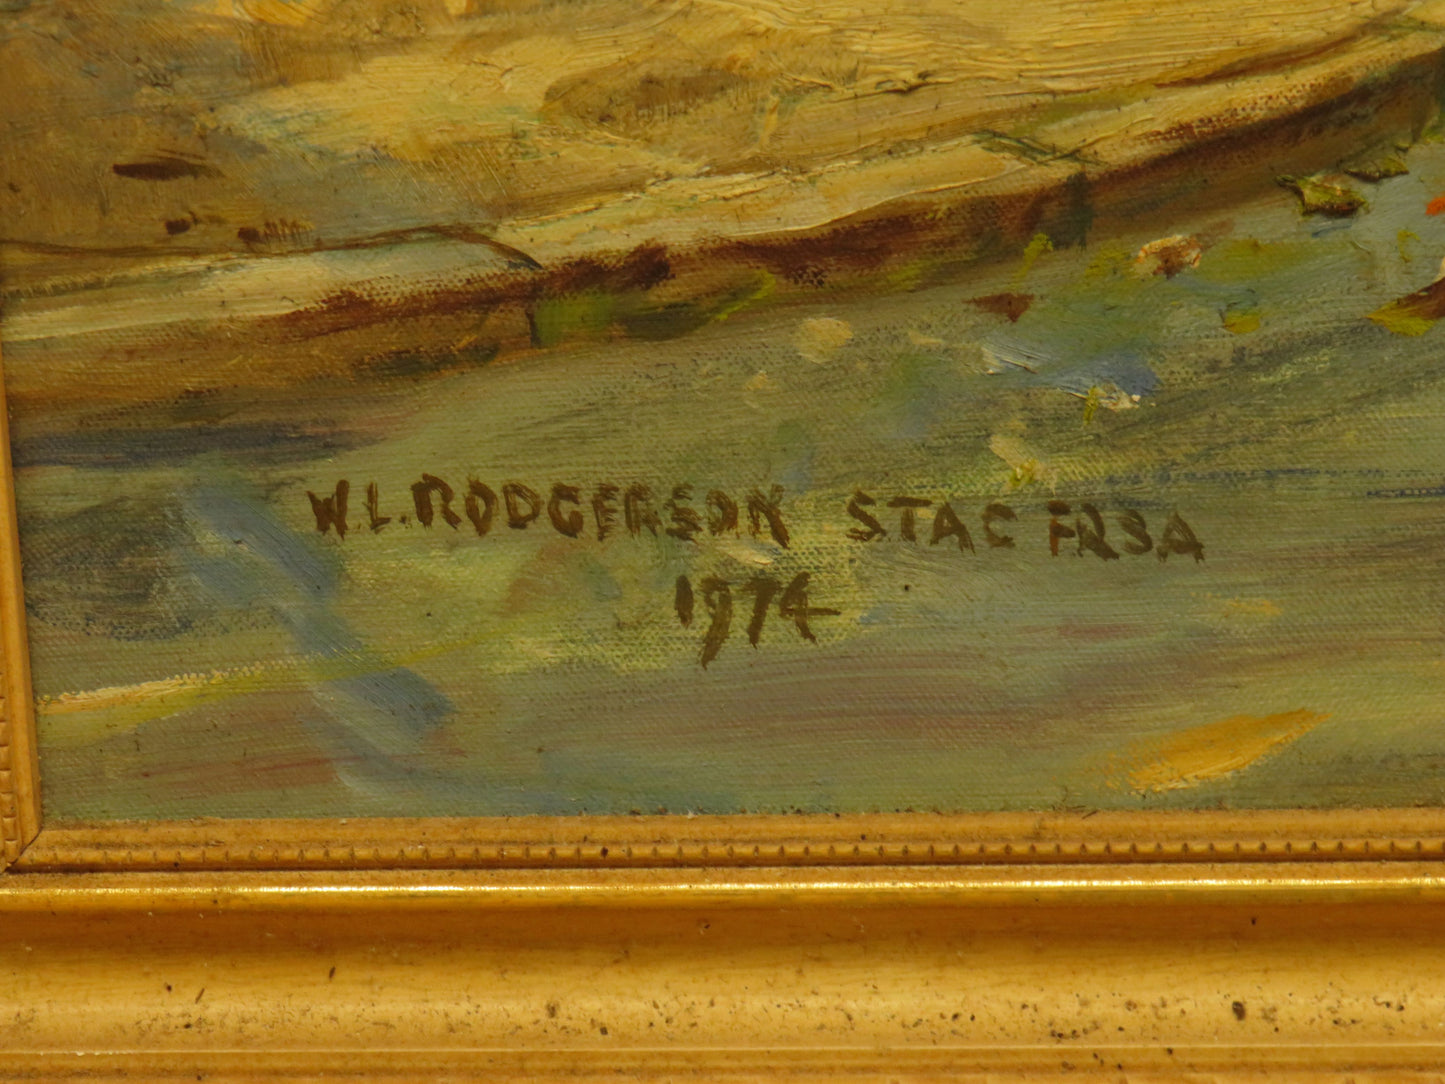 W.L. RODGERSON STAC FRSA
1974